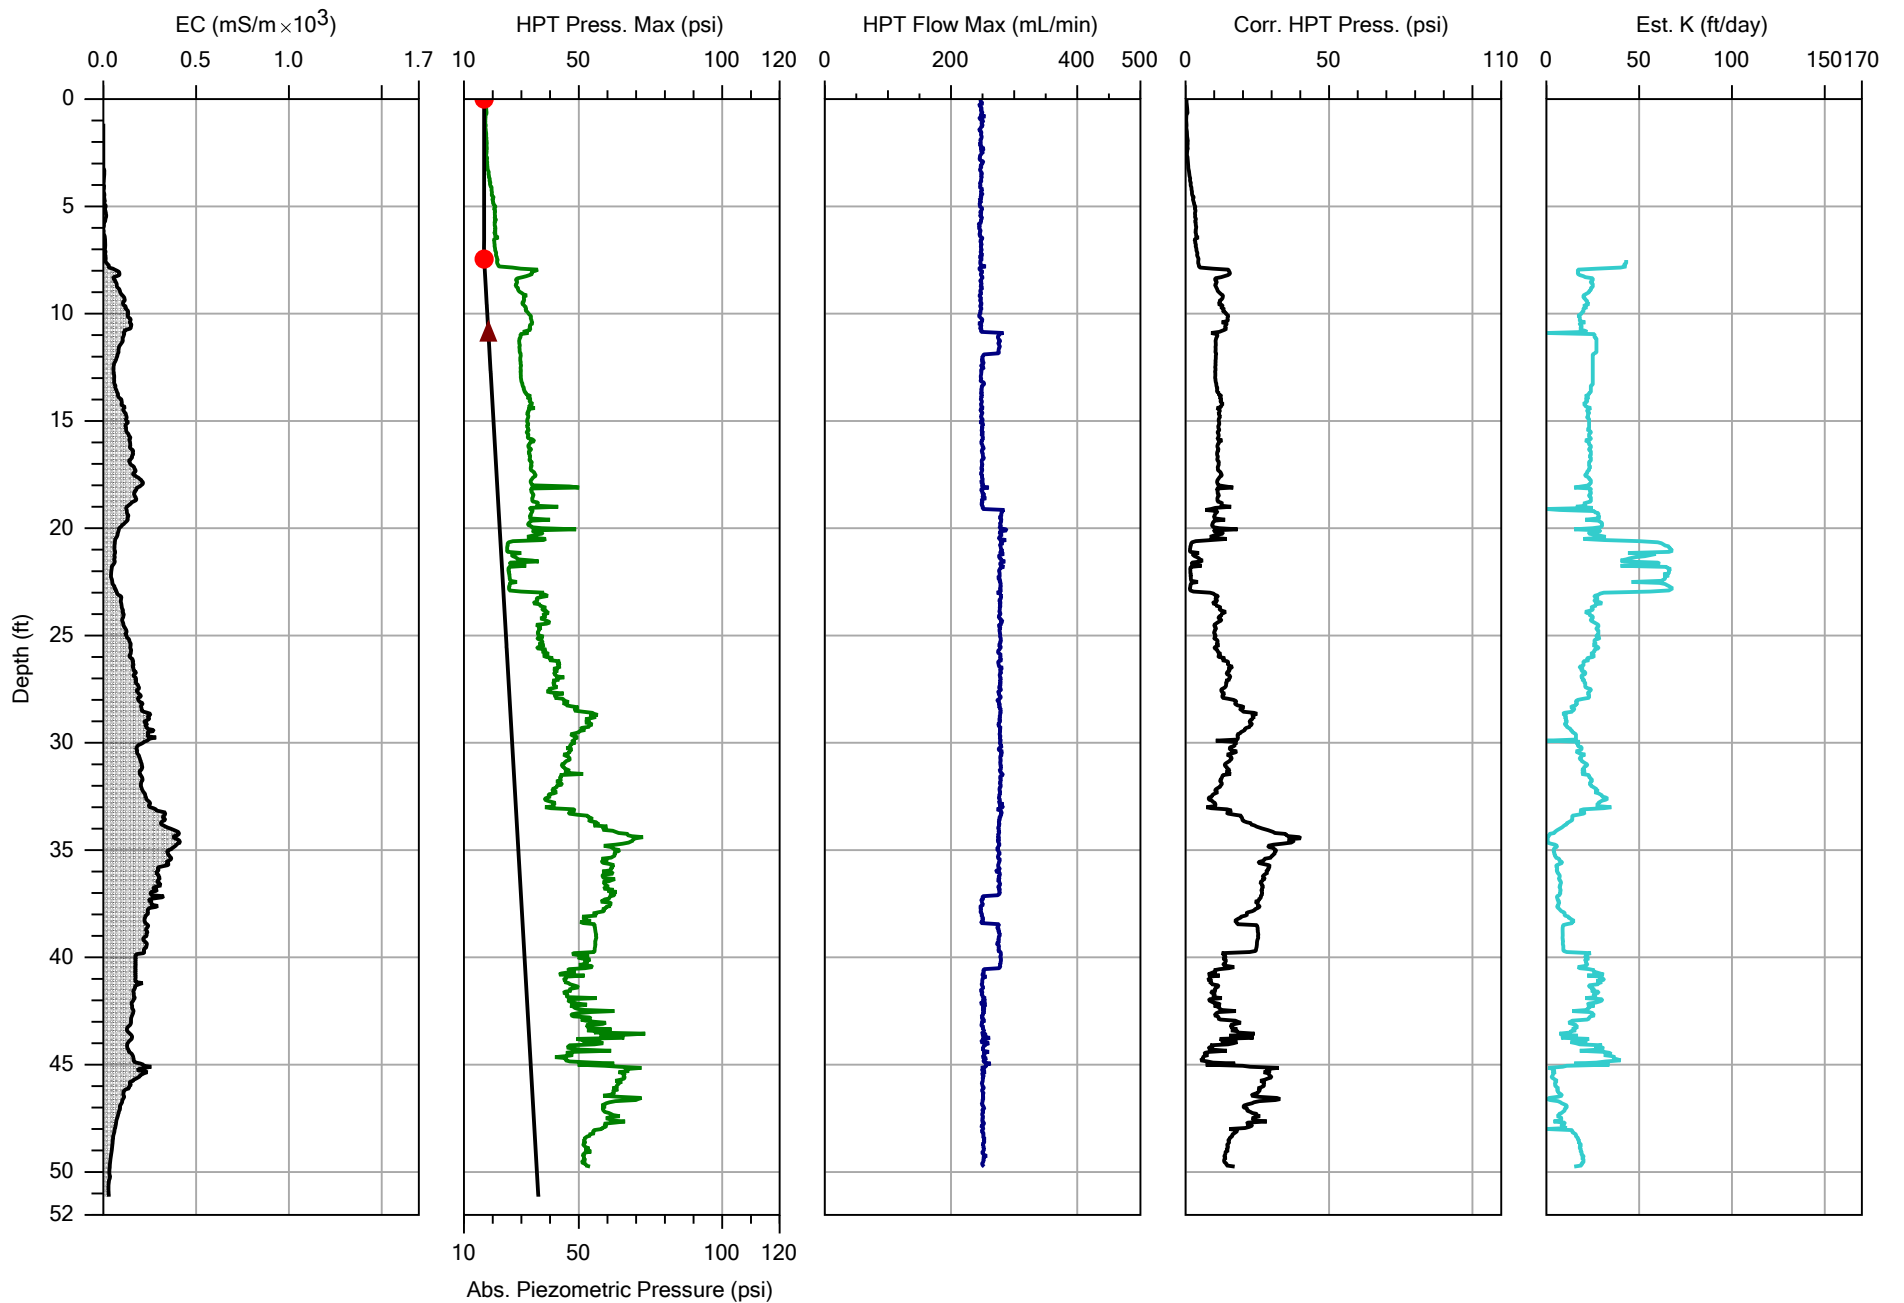 EC (mS/m ×10³) HPT Press. Max (psi) HPT Flow Max (mL/min) Corr. HPT Press. (psi) Est. K (ft/day)
0.0 0.5 1.0 1.7 10 50 100 120 0 200 400 500 0 50 110 0 50 100 150 170
0
5
10
15
20
25
30
35
40
45
50
52
Depth (ft)
10 50 100 120
Abs. Piezometric Pressure (psi)